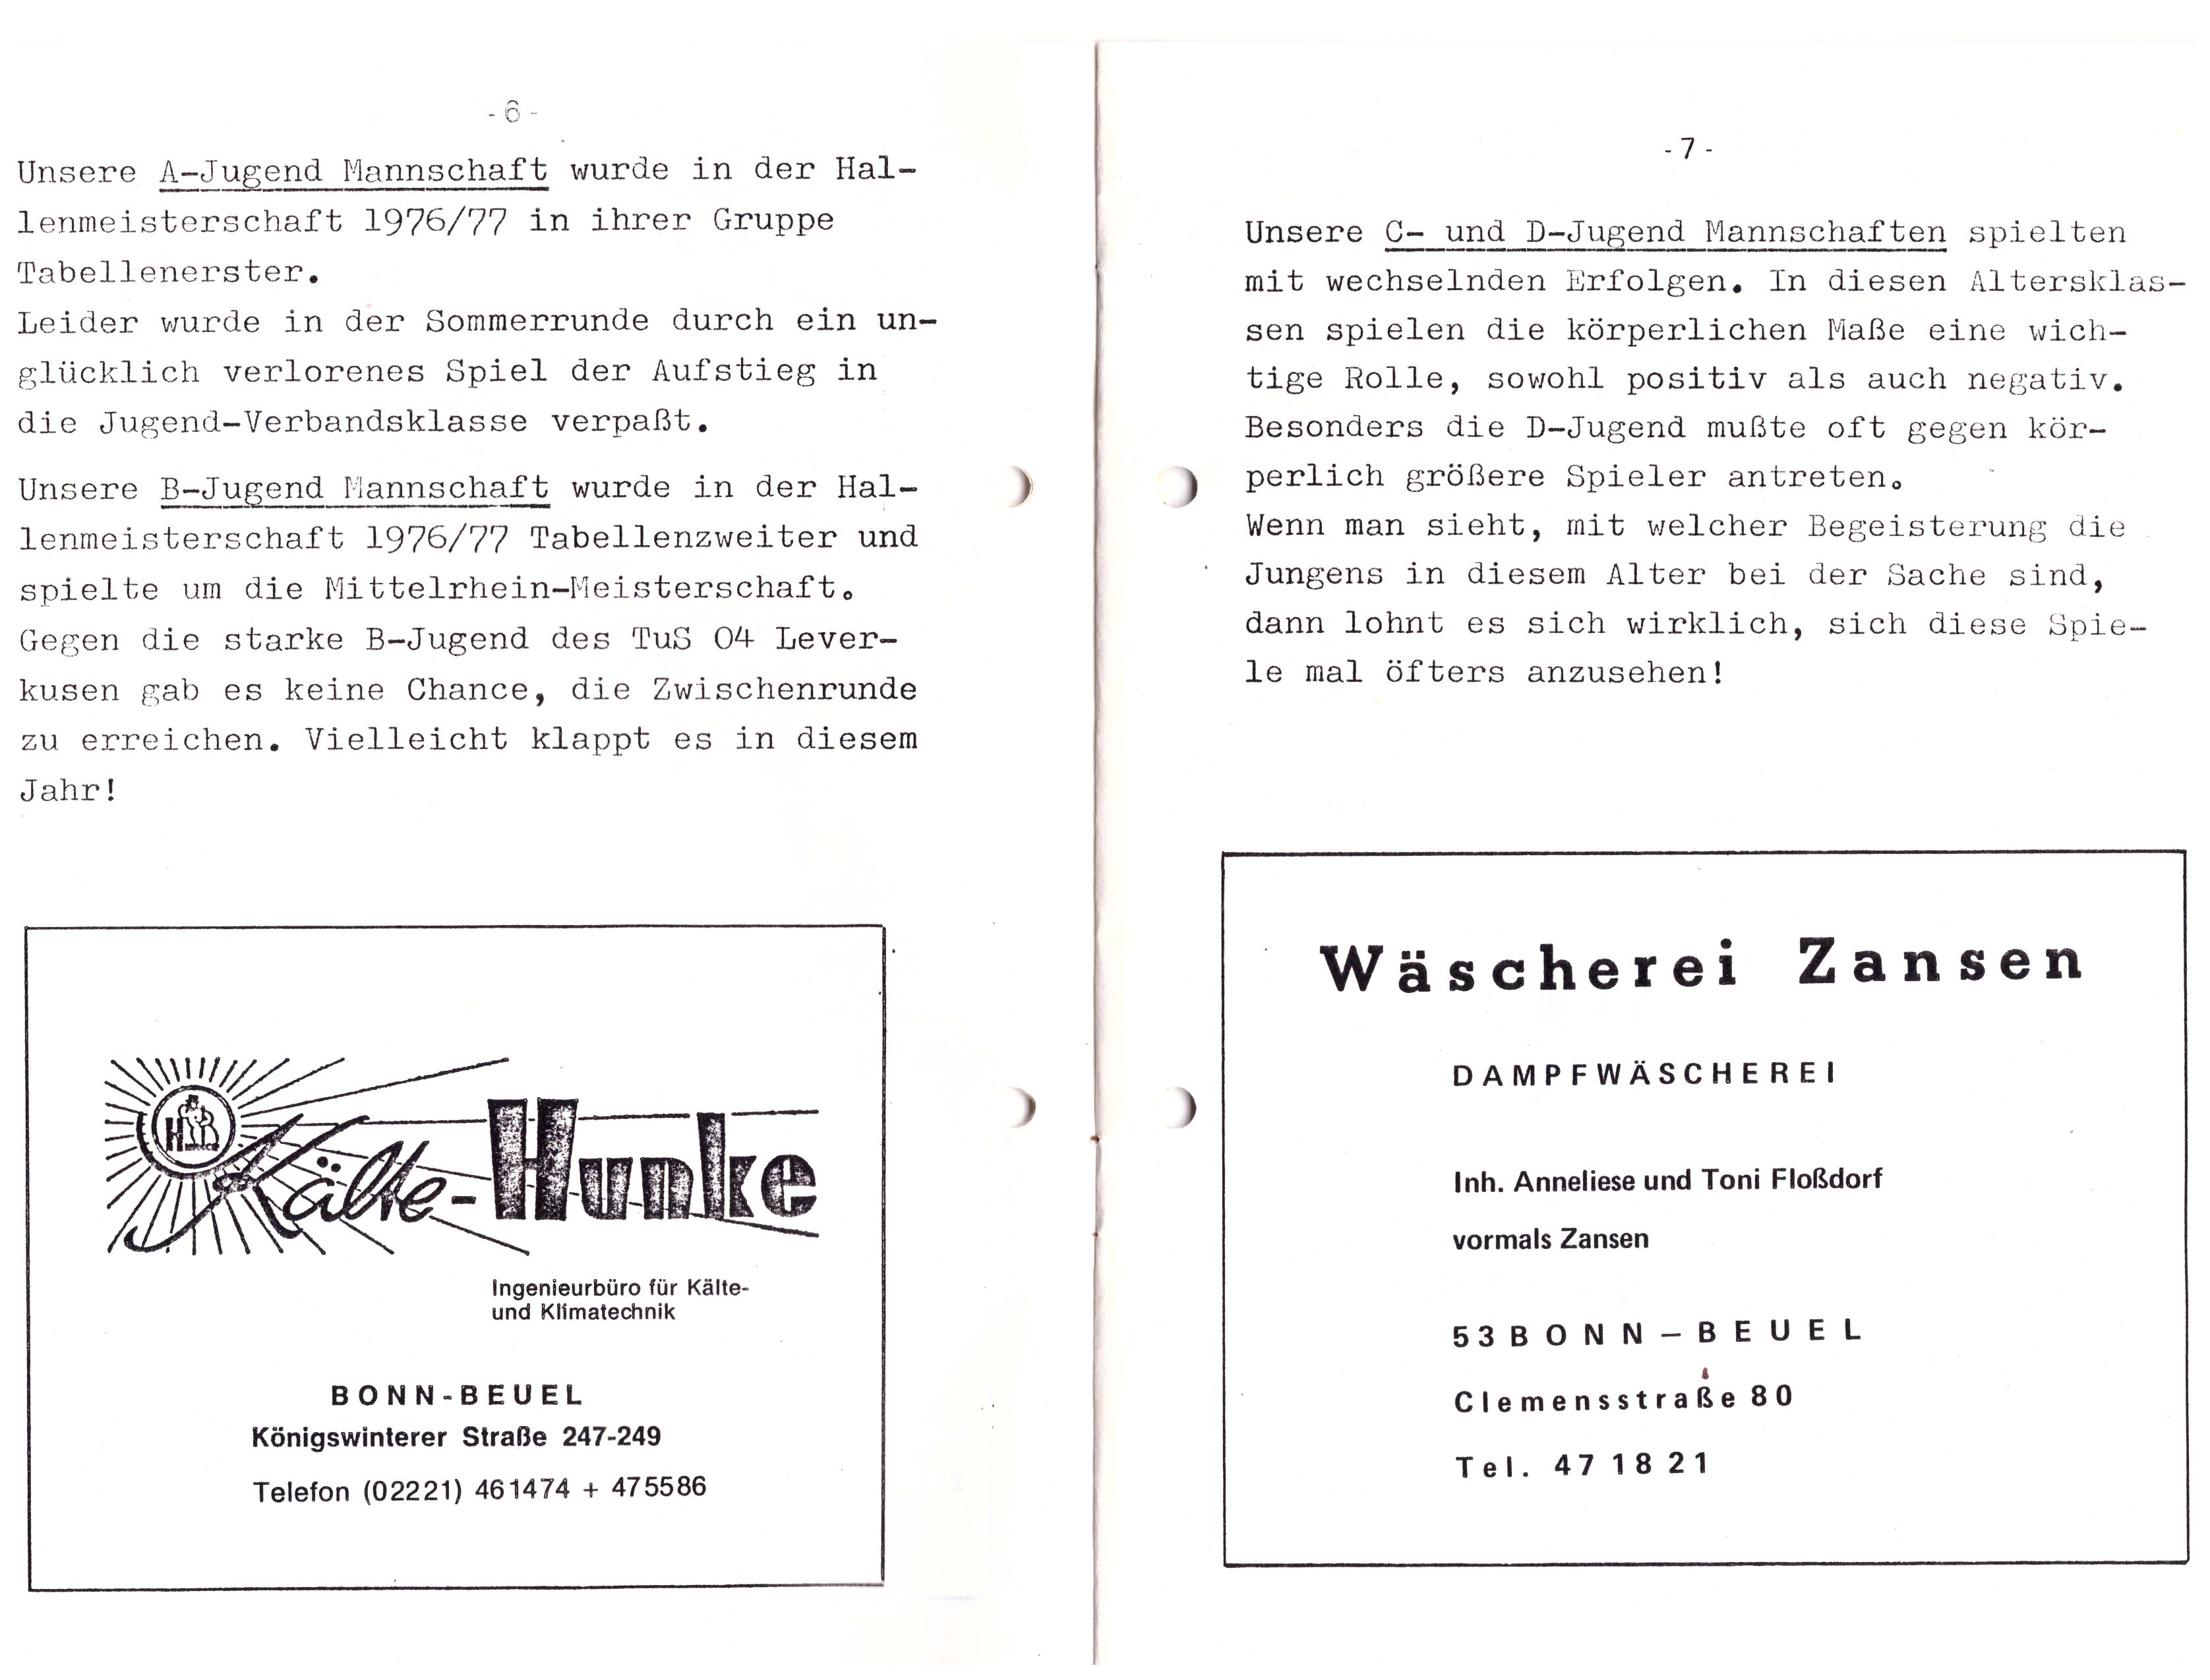 - 6 -
Unsere A-Jugend Mannschaft wurde in der Hal-
lenmeisterschaft 1976/77 in ihrer Gruppe
Tabellenerster.
Leider wurde in der Sommerrunde durch ein un-
glücklich verlorenes Spiel der Aufstieg in
die Jugend-Verbandsklasse verpaßt.
Unsere B-Jugend Mannschaft wurde in der Hal-
lenmeisterschaft 1976/77 Tabellenzweiter und
spielte um die Mittelrhein-Meisterschaft.
Gegen die starke B-Jugend des TuS 04 Lever-
kusen gab es keine Chance, die Zwischenrunde
zu erreichen. Vielleicht klappt es in diesem
Jahr!
Kälte-Hunke
Ingenieurbüro für Kälte-
und Klimatechnik
BONN-BEUEL
Königswinterer Straße 247-249
Telefon (02221) 461474 + 475586
- 7 -
Unsere C- und D-Jugend Mannschaften spielten
mit wechselnden Erfolgen. In diesen Altersklas-
sen spielen die körperlichen Maße eine wich-
tige Rolle, sowohl positiv als auch negativ.
Besonders die D-Jugend mußte oft gegen kör-
perlich größere Spieler antreten.
Wenn man sieht, mit welcher Begeisterung die
Jungens in diesem Alter bei der Sache sind,
dann lohnt es sich wirklich, sich diese Spie-
le mal öfters anzusehen!
Wäscherei Zansen
DAMPFWÄSCHEREI
Inh. Anneliese und Toni Floßdorf
vormals Zansen
53 BONN – BEUEL
Clemensstraße 80
Tel. 47 18 21